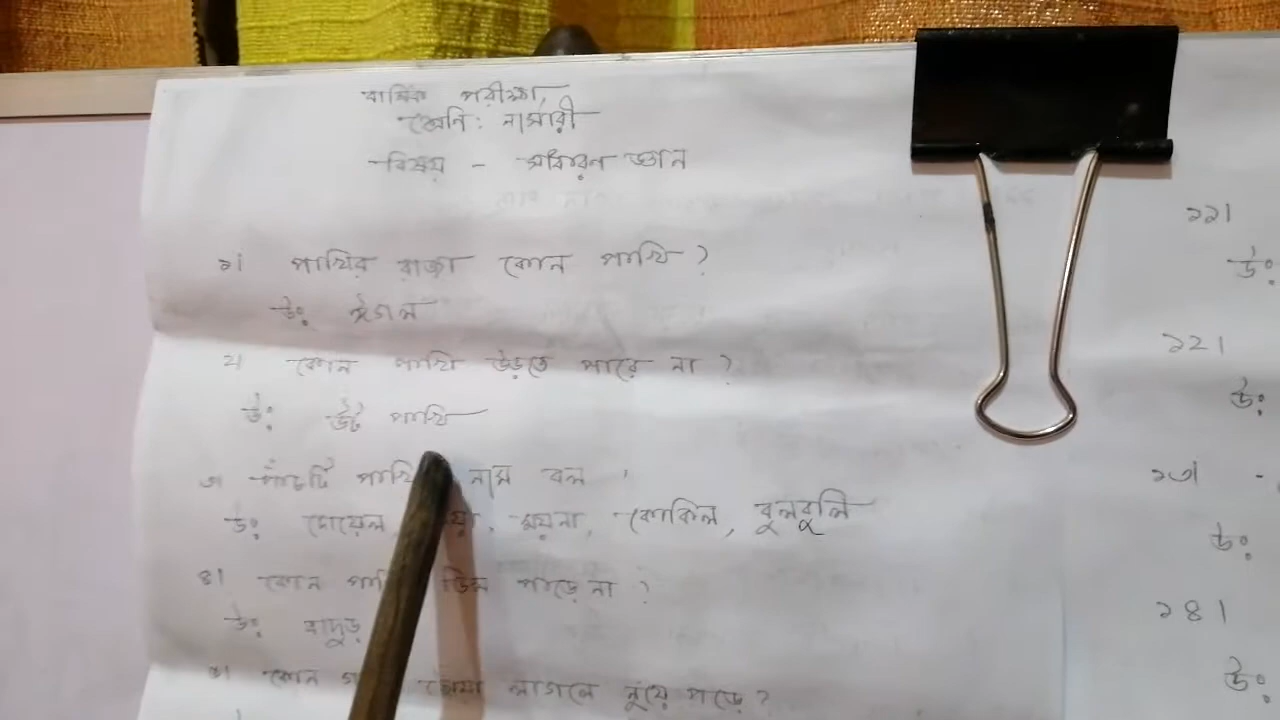 বার্ষিক পরীক্ষা
শ্রেণি: নার্সারী
বিষয় - সাধারণ জ্ঞান
১। পাখির রাজা কোন পাখি ?
উঃ ঈগল
২। কোন পাখি উড়তে পারে না ?
উঃ উট পাখি
৩। পাঁচটি পাখি নাম বল ।
উঃ দোয়েল, ময়না, কোকিল, বুলবুলি
৪। কোন ডিম পাড়ে না ?
উঃ বাদুড়
৫। কোন ছোঁয়া লাগলে নুয়ে পড়ে ?
১১।
উঃ
১২।
উঃ
১৩।
উঃ
১৪।
উঃ